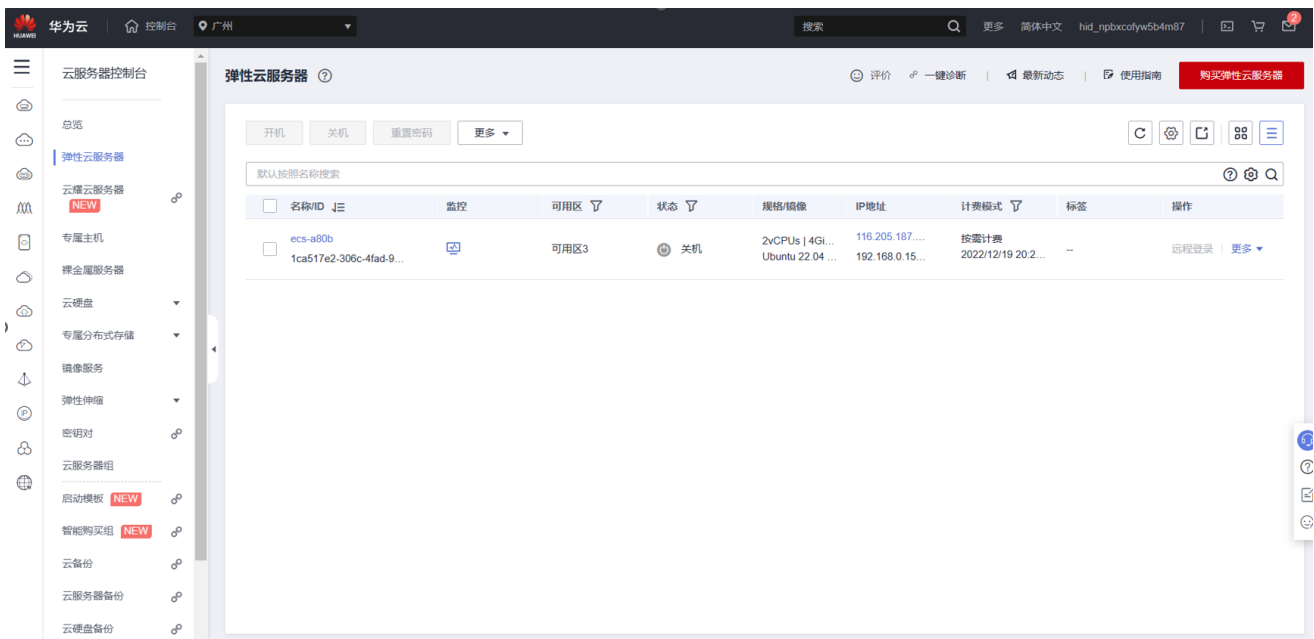 HUAWEI 华为云 控制台 广州 搜索 更多 简体中文 hid_npbxcofyw5b4m87 2
云服务器控制台
总览
弹性云服务器
云耀云服务器
NEW
专属主机
裸金属服务器
云硬盘
专属分布式存储
镜像服务
弹性伸缩
密钥对
云服务器组
启动模板 NEW
智能购买组 NEW
云备份
云服务器备份
云硬盘备份
弹性云服务器 评价 一键诊断 最新动态 使用指南 购买弹性云服务器
开机 关机 重置密码 更多
默认按照名称搜索
名称/ID 监控 可用区 状态 规格/镜像 IP地址 计费模式 标签 操作
ecs-a80b 可用区3 关机 2vCPUs | 4Gi... 116.205.187.... 按需计费 -- 远程登录 更多
1ca517e2-306c-4fad-9... Ubuntu 22.04 ... 192.168.0.15... 2022/12/19 20:2...